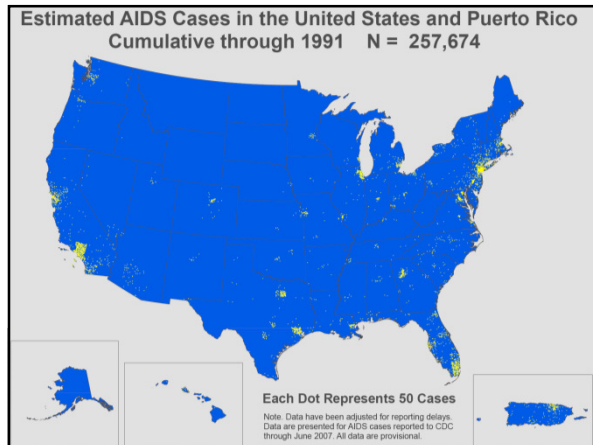 Estimated AIDS Cases in the United States and Puerto Rico
Cumulative through 1991 N = 257,674
Each Dot Represents 50 Cases
Note. Data have been adjusted for reporting delays.
Data are presented for AIDS cases reported to CDC
through June 2007. All data are provisional.